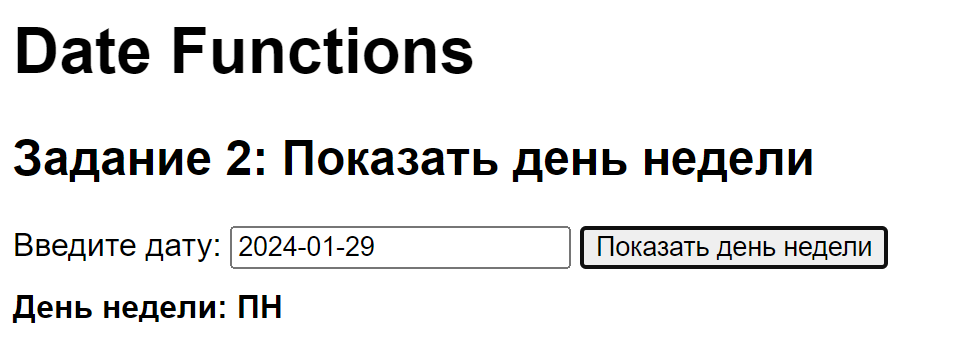 Date Functions
Задание 2: Показать день недели
Введите дату: 2024-01-29 Показать день недели
День недели: ПН